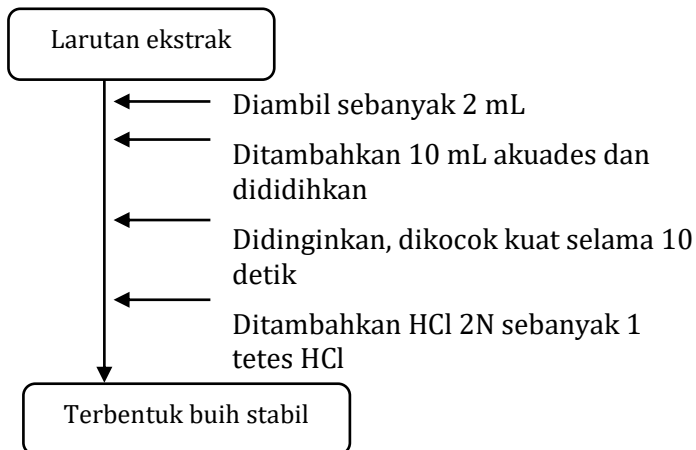 Larutan ekstrak
Diambil sebanyak 2 mL
Ditambahkan 10 mL akuades dan
dididihkan
Didinginkan, dikocok kuat selama 10
detik
Ditambahkan HCl 2N sebanyak 1
tetes HCl
Terbentuk buih stabil